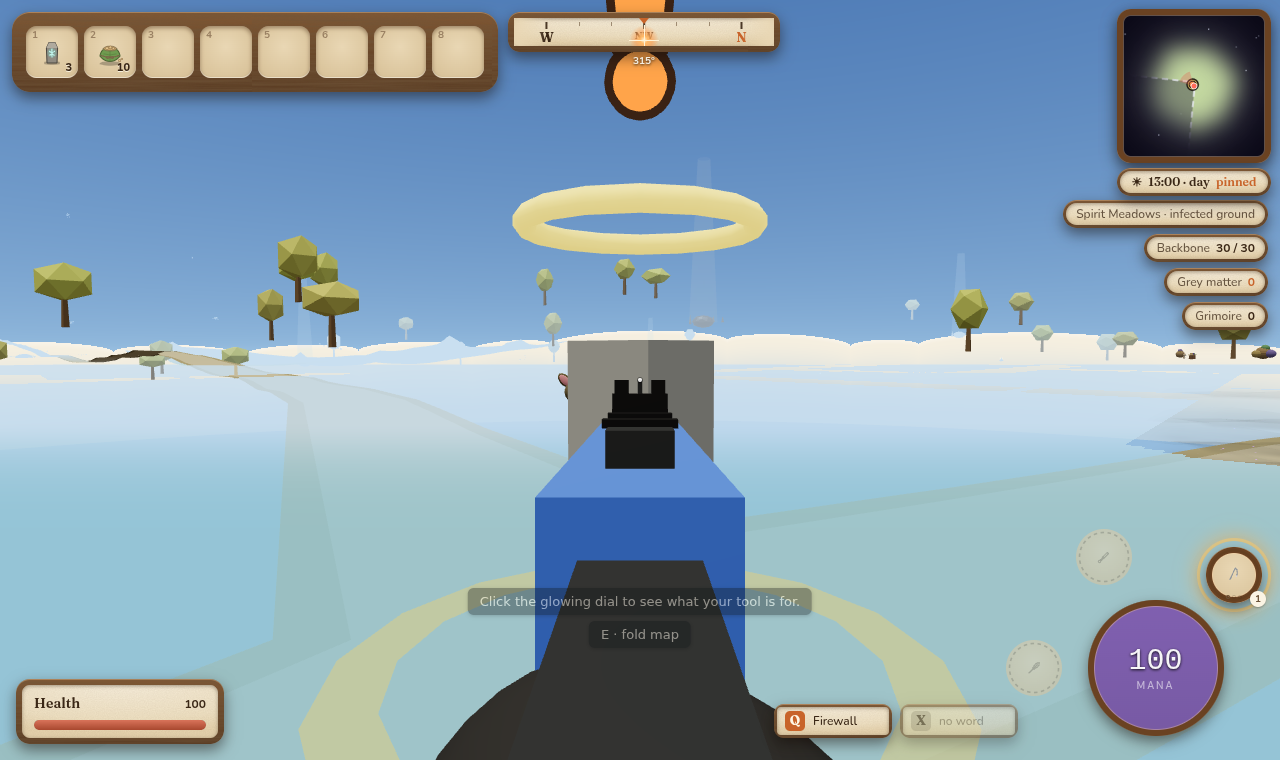 1 2 3 4 5 6 7 8
3 10
W NW N
315°
13:00 · day pinned
Spirit Meadows · infected ground
Backbone 30 / 30
Grey matter 0
Grimoire 0
Click the glowing dial to see what your tool is for.
E · fold map
1
100
MANA
Health 100
Q Firewall
X no word